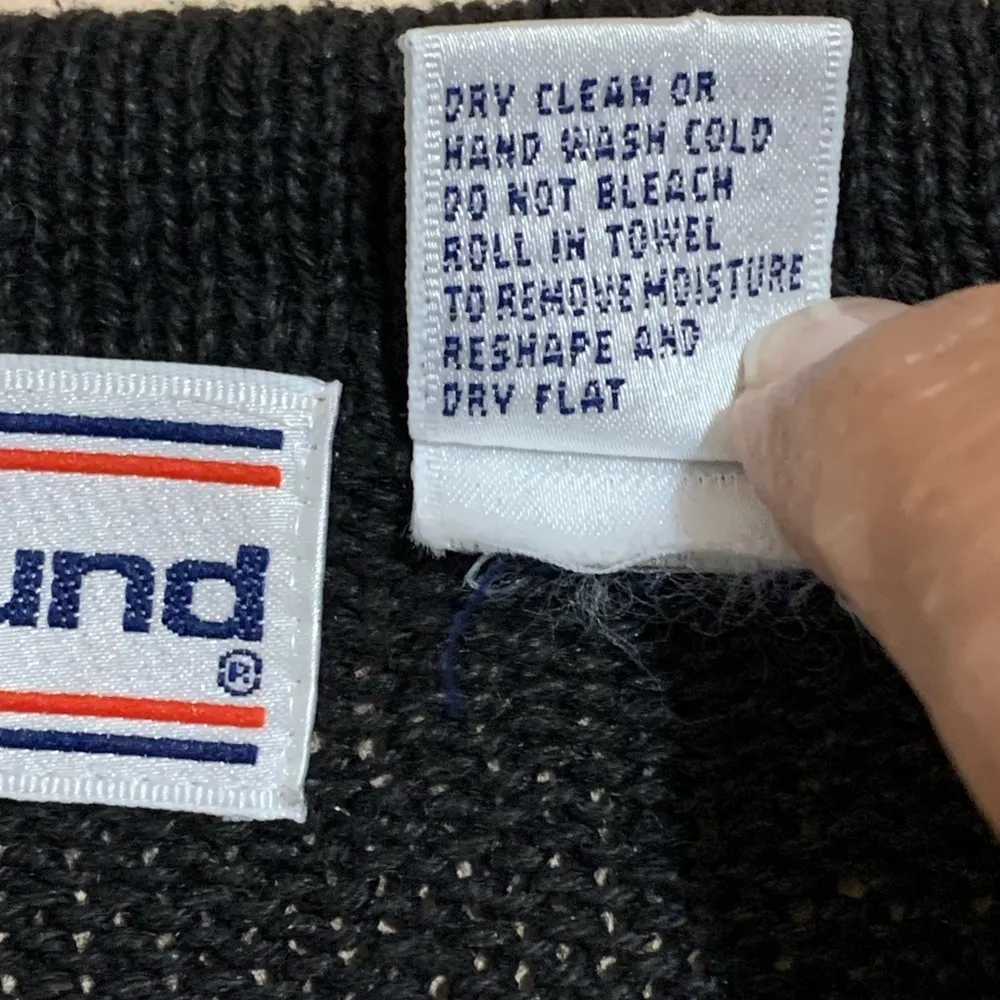 DRY CLEAN OR
HAND WASH COLD
DO NOT BLEACH
ROLL IN TOWEL
TO REMOVE MOISTURE
RESHAPE AND
DRY FLAT
und
®